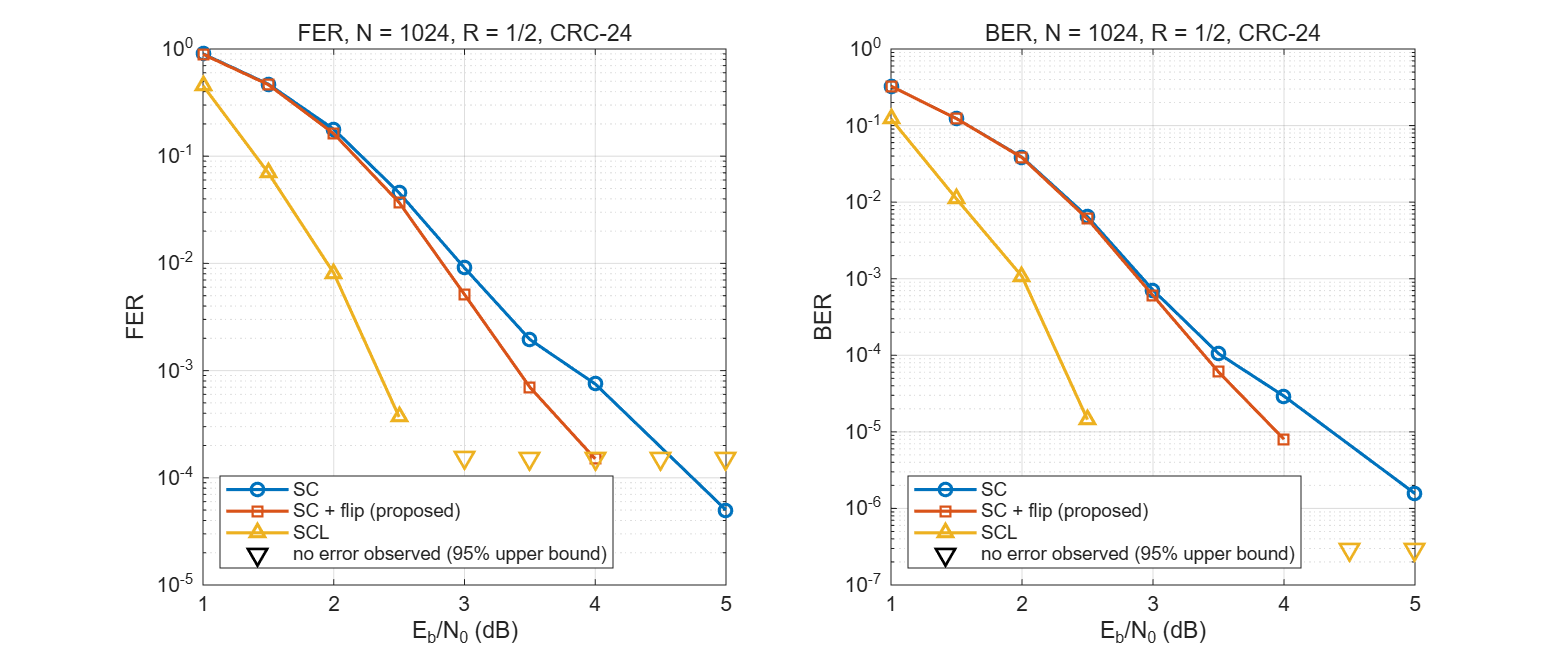 FER, N = 1024, R = 1/2, CRC-24
10^0
10^-1
10^-2
10^-3
10^-4
10^-5
FER
SC
SC + flip (proposed)
SCL
no error observed (95% upper bound)
1 2 3 4 5
E_b/N_0 (dB)
BER, N = 1024, R = 1/2, CRC-24
10^0
10^-1
10^-2
10^-3
10^-4
10^-5
10^-6
10^-7
BER
SC
SC + flip (proposed)
SCL
no error observed (95% upper bound)
1 2 3 4 5
E_b/N_0 (dB)